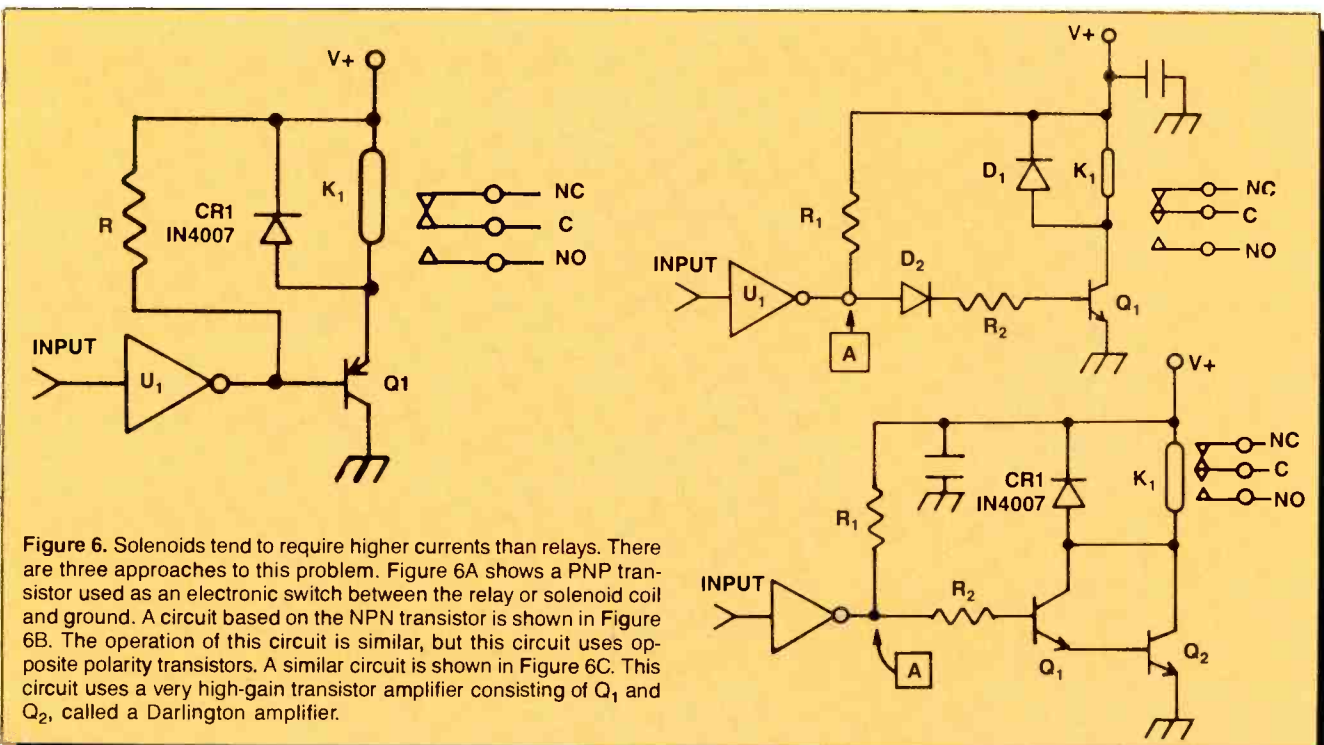 V+
K₁
CR1
IN4007
R
NC
C
NO
INPUT
U₁
Q1
V+
D₁
K₁
NC
C
NO
R₁
INPUT
D₂
U₁
R₂
Q₁
A
V+
NC
C
NO
CR1
IN4007
K₁
R₁
INPUT
R₂
U₁
Q₁
Q₂
A
Figure 6. Solenoids tend to require higher currents than relays. There
are three approaches to this problem. Figure 6A shows a PNP tran-
sistor used as an electronic switch between the relay or solenoid coil
and ground. A circuit based on the NPN transistor is shown in Figure
6B. The operation of this circuit is similar, but this circuit uses op-
posite polarity transistors. A similar circuit is shown in Figure 6C. This
circuit uses a very high-gain transistor amplifier consisting of Q₁ and
Q₂, called a Darlington amplifier.